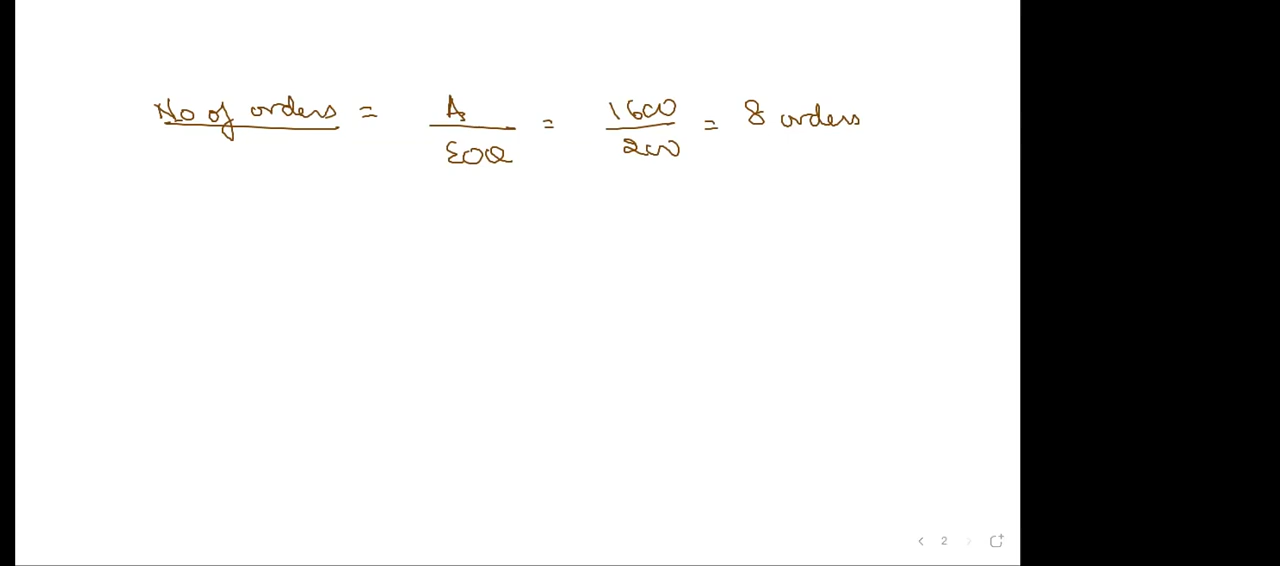 No of orders = A / EOQ = 1600 / 200 = 8 orders
2